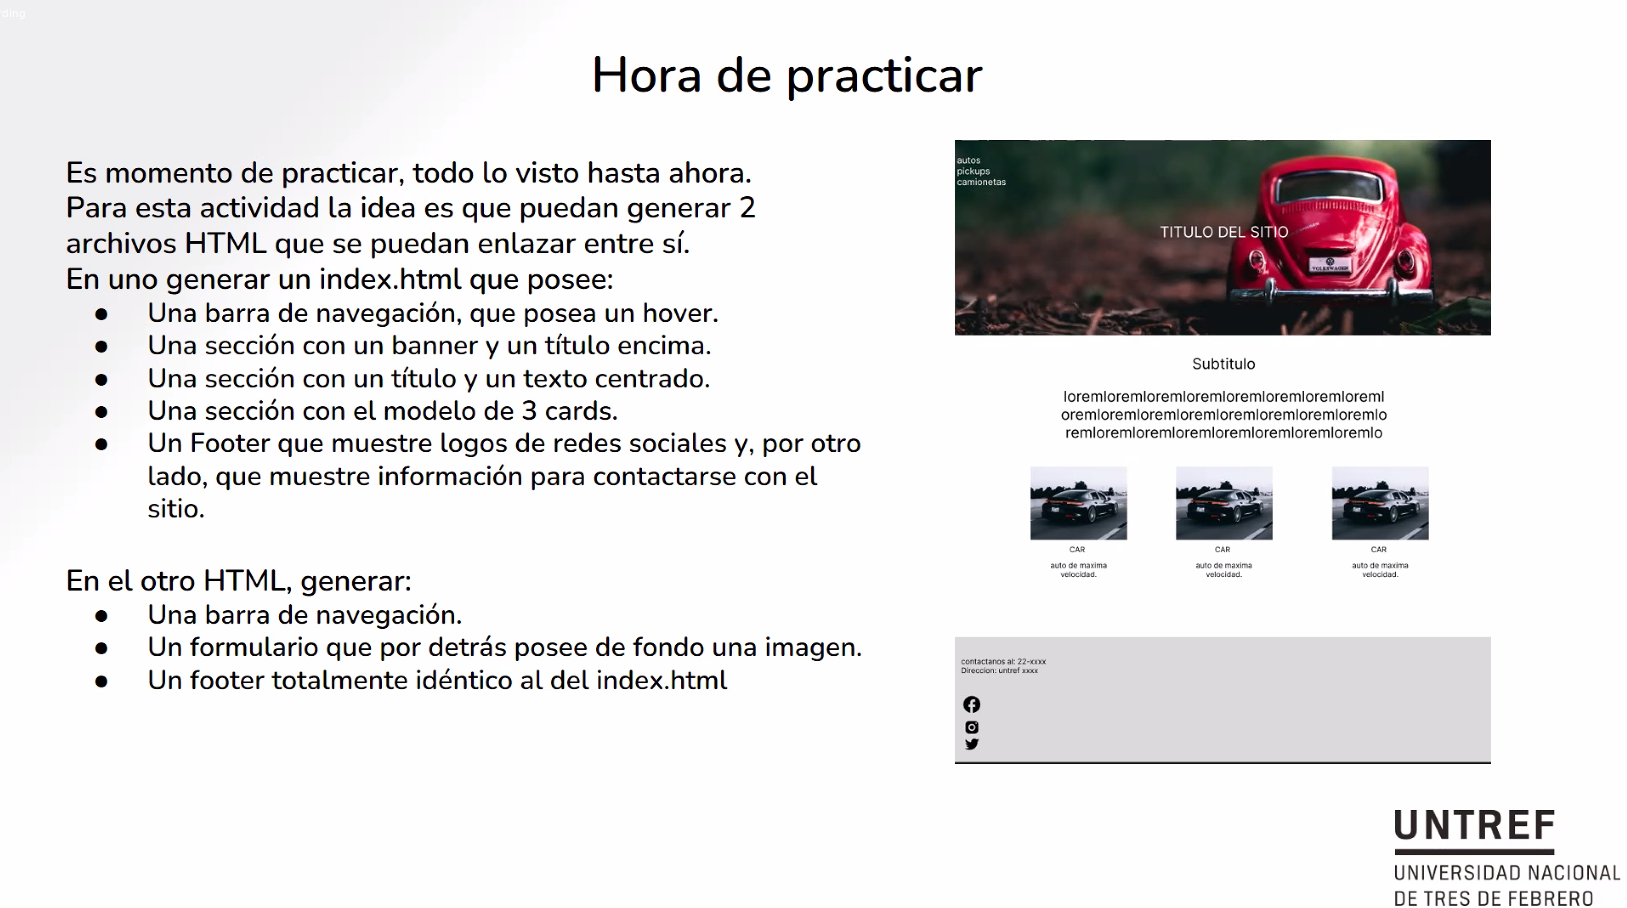 Hora de practicar
Es momento de practicar, todo lo visto hasta ahora.
Para esta actividad la idea es que puedan generar 2
archivos HTML que se puedan enlazar entre sí.
En uno generar un index.html que posee:
● Una barra de navegación, que posea un hover.
● Una sección con un banner y un título encima.
● Una sección con un título y un texto centrado.
● Una sección con el modelo de 3 cards.
● Un Footer que muestre logos de redes sociales y, por otro
lado, que muestre información para contactarse con el
sitio.
En el otro HTML, generar:
● Una barra de navegación.
● Un formulario que por detrás posee de fondo una imagen.
● Un footer totalmente idéntico al del index.html
autos
pickups
camionetas
TITULO DEL SITIO
VOLKSWAGEN
Subtitulo
loremloremloremloremloremloremloremloreml
oremloremloremloremloremloremloremloremlo
remloremloremloremloremloremloremloremlo
CAR
auto de maxima
velocidad.
CAR
auto de maxima
velocidad.
CAR
auto de maxima
velocidad.
contactanos al: 22-xxxx
Direccion: untref xxxx
UNTREF
UNIVERSIDAD NACIONAL
DE TRES DE FEBRERO